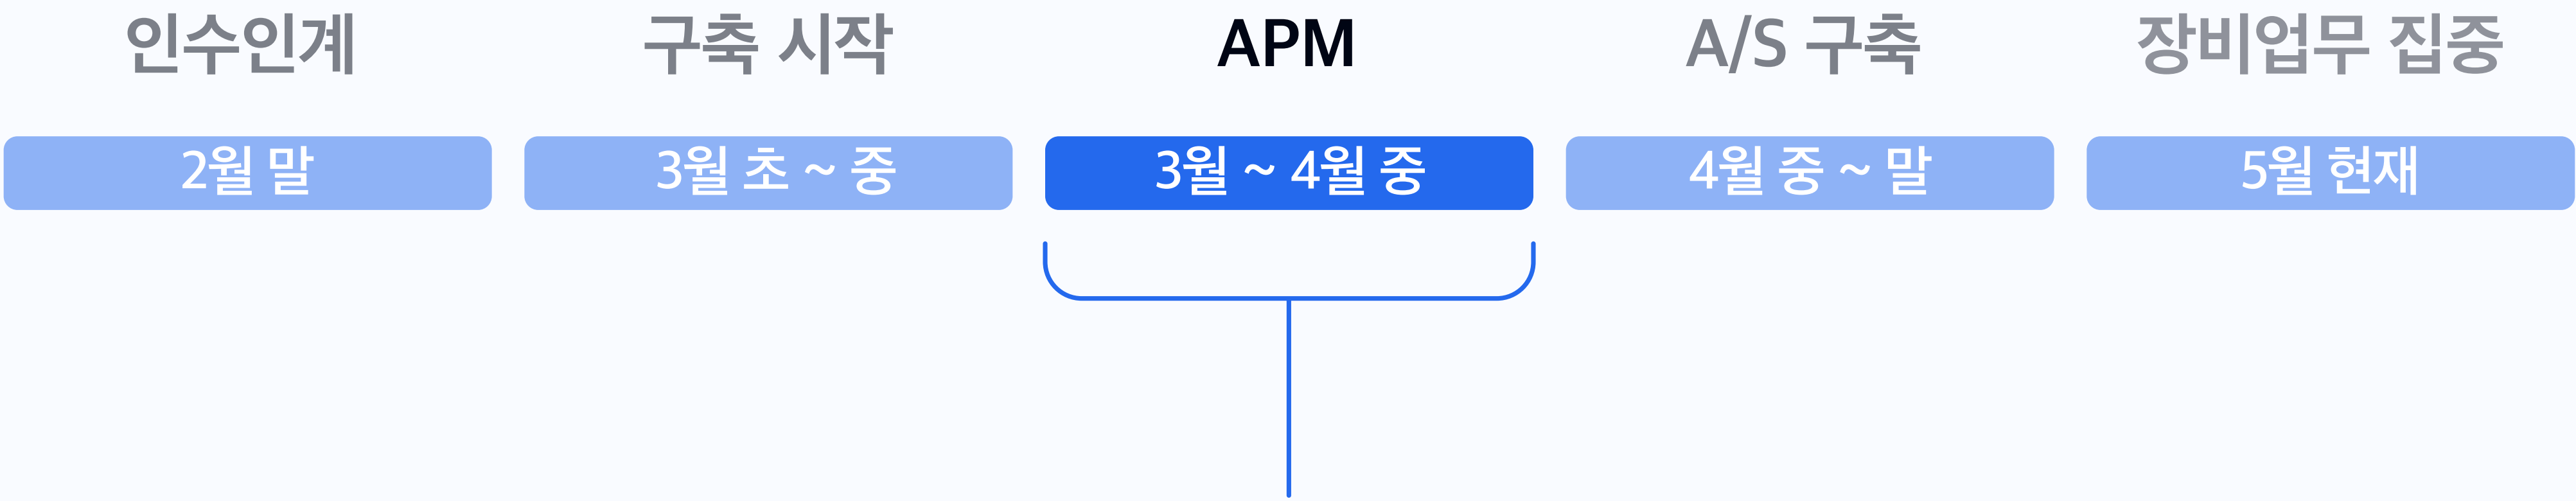 인수인계
구축 시작
APM
A/S 구축
장비업무 집중
2월 말
3월 초 ~ 중
3월 ~ 4월 중
4월 중 ~ 말
5월 현재